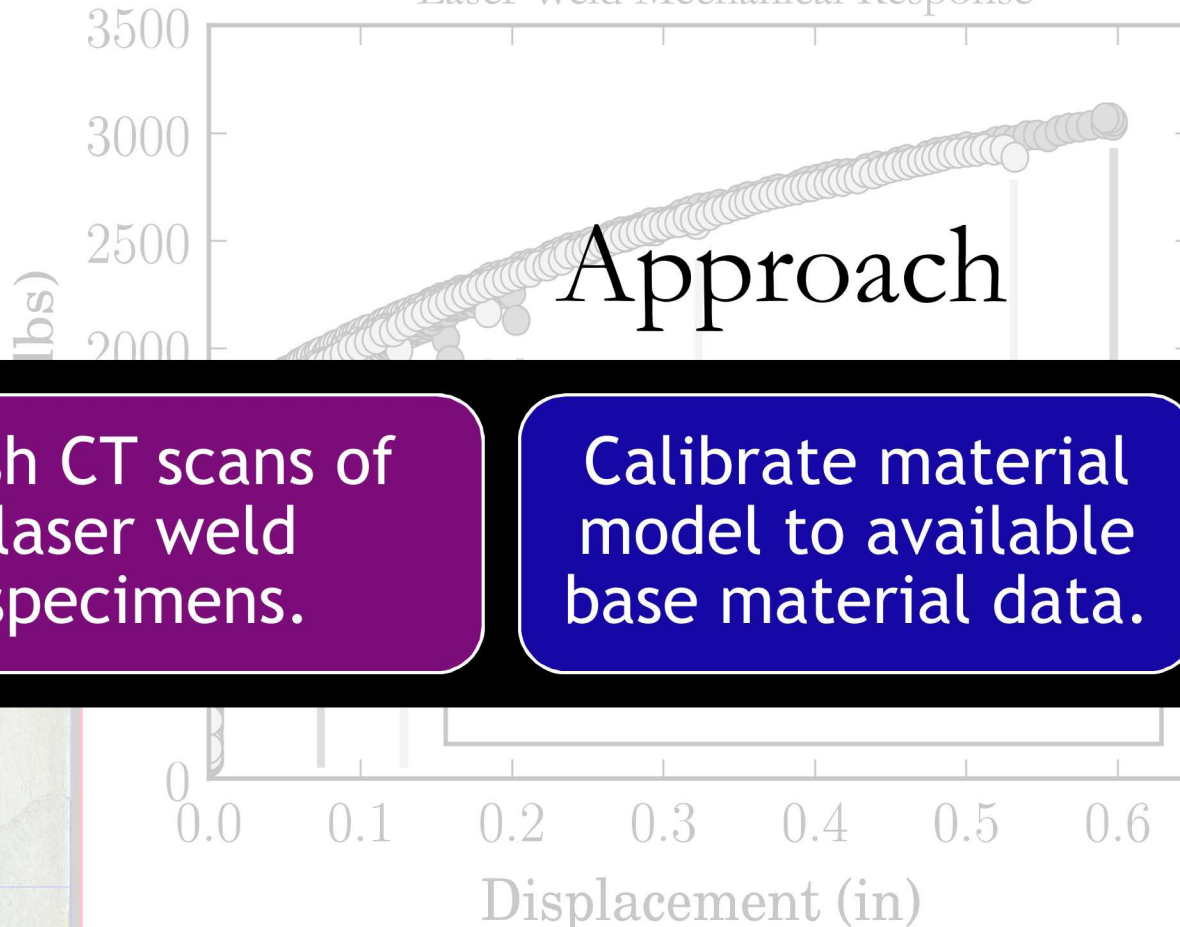 Laser Weld Mechanical Response
3500
3000
2500
2000
lbs)
Approach
sh CT scans of
laser weld
specimens.
Calibrate material
model to available
base material data.
0
0.0 0.1 0.2 0.3 0.4 0.5 0.6
Displacement (in)